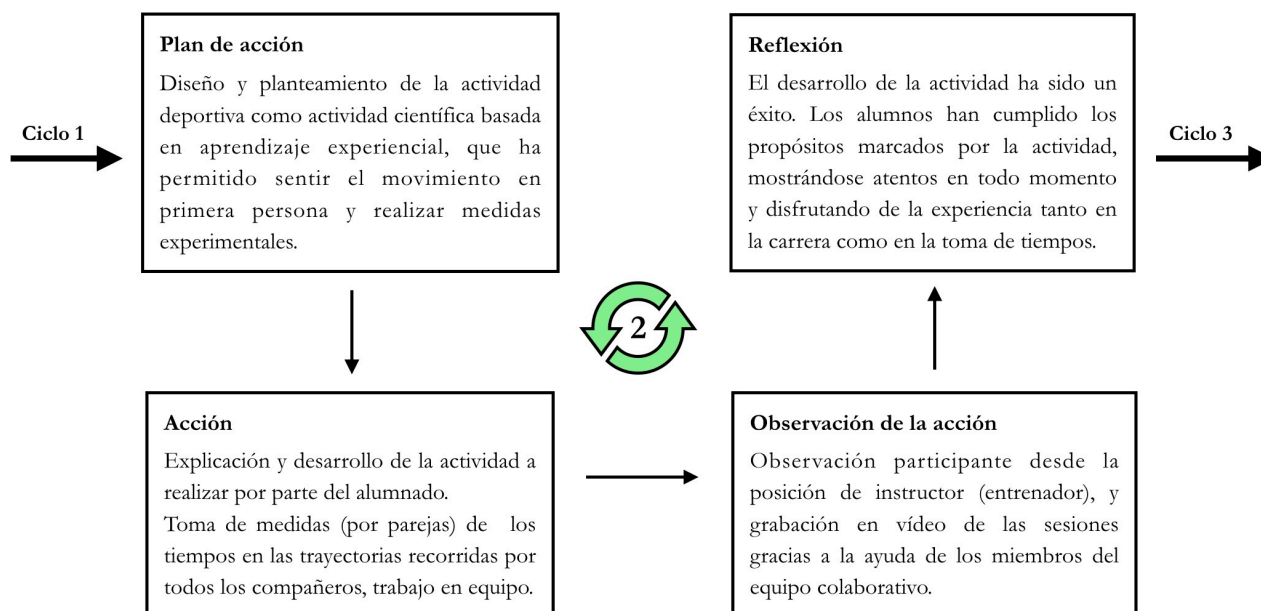 Ciclo 1
Plan de acción
Diseño y planteamiento de la actividad
deportiva como actividad científica basada
en aprendizaje experiencial, que ha
permitido sentir el movimiento en
primera persona y realizar medidas
experimentales.
Acción
Explicación y desarrollo de la actividad a
realizar por parte del alumnado.
Toma de medidas (por parejas) de los
tiempos en las trayectorias recorridas por
todos los compañeros, trabajo en equipo.
2
Observación de la acción
Observación participante desde la
posición de instructor (entrenador), y
grabación en vídeo de las sesiones
gracias a la ayuda de los miembros del
equipo colaborativo.
Reflexión
El desarrollo de la actividad ha sido un
éxito. Los alumnos han cumplido los
propósitos marcados por la actividad,
mostrándose atentos en todo momento
y disfrutando de la experiencia tanto en
la carrera como en la toma de tiempos.
Ciclo 3